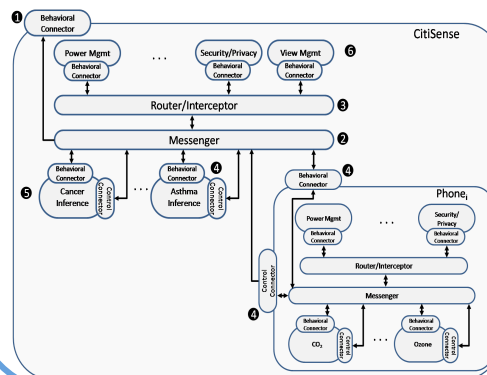 ❶
Behavioral
Connector
CitiSense
Power Mgmt
Behavioral
Connector
. . .
Security/Privacy
Behavioral
Connector
View Mgmt
Behavioral
Connector
❻
Router/Interceptor
❸
Messenger
❷
Behavioral
Connector
❺
Cancer
Inference
Control
Connector
. . .
Behavioral
Connector
❹
Asthma
Inference
Control
Connector
Behavioral
Connector
❹
Control
Connector
❹
Phoneᵢ
Power Mgmt
Behavioral
Connector
. . .
Security/
Privacy
Behavioral
Connector
Router/Interceptor
Messenger
Behavioral
Connector
CO₂
Control
Connector
. . .
Behavioral
Connector
Ozone
Control
Connector